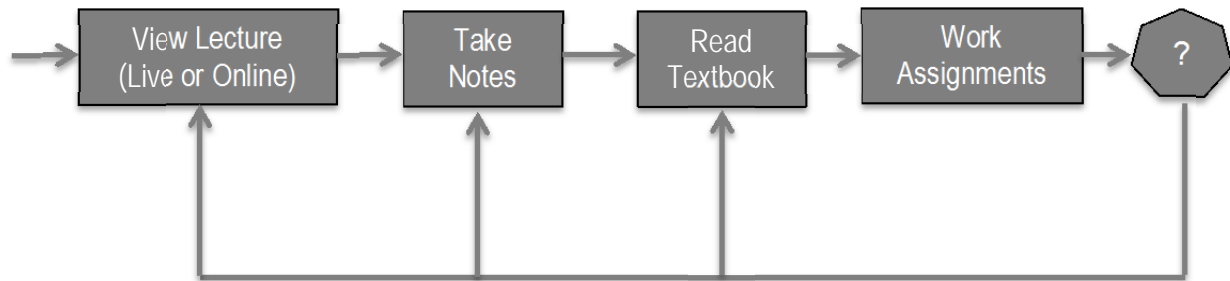 View Lecture
(Live or Online)
Take
Notes
Read
Textbook
Work
Assignments
?